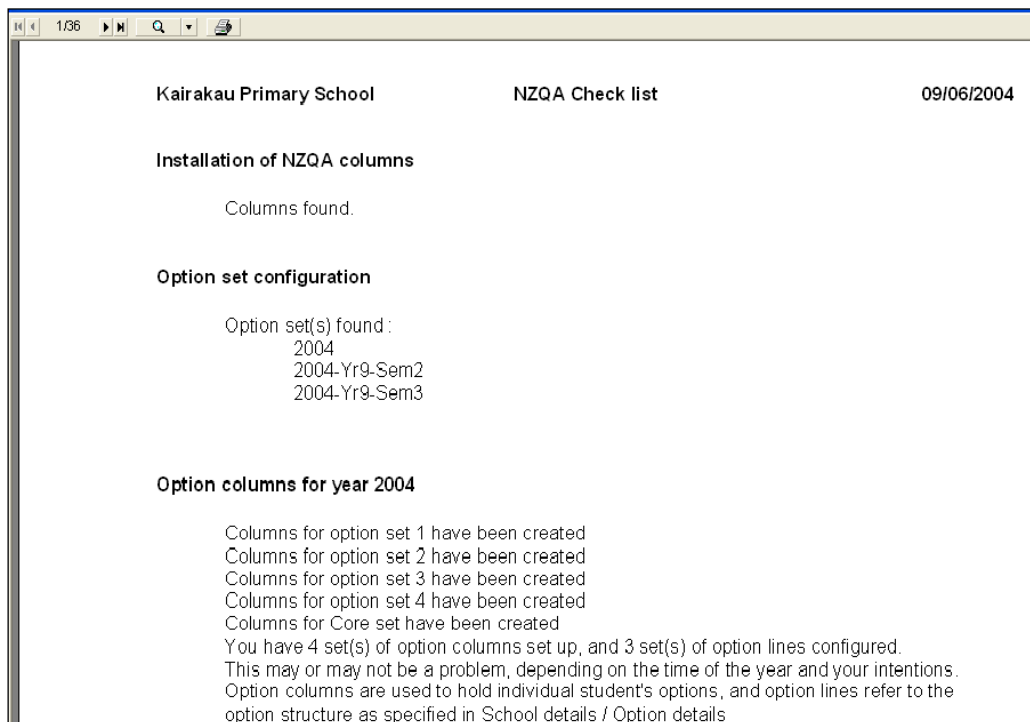 1/36
Kairakau Primary School NZQA Check list 09/06/2004
Installation of NZQA columns
Columns found.
Option set configuration
Option set(s) found :
2004
2004-Yr9-Sem2
2004-Yr9-Sem3
Option columns for year 2004
Columns for option set 1 have been created
Columns for option set 2 have been created
Columns for option set 3 have been created
Columns for option set 4 have been created
Columns for Core set have been created
You have 4 set(s) of option columns set up, and 3 set(s) of option lines configured.
This may or may not be a problem, depending on the time of the year and your intentions.
Option columns are used to hold individual student's options, and option lines refer to the
option structure as specified in School details / Option details